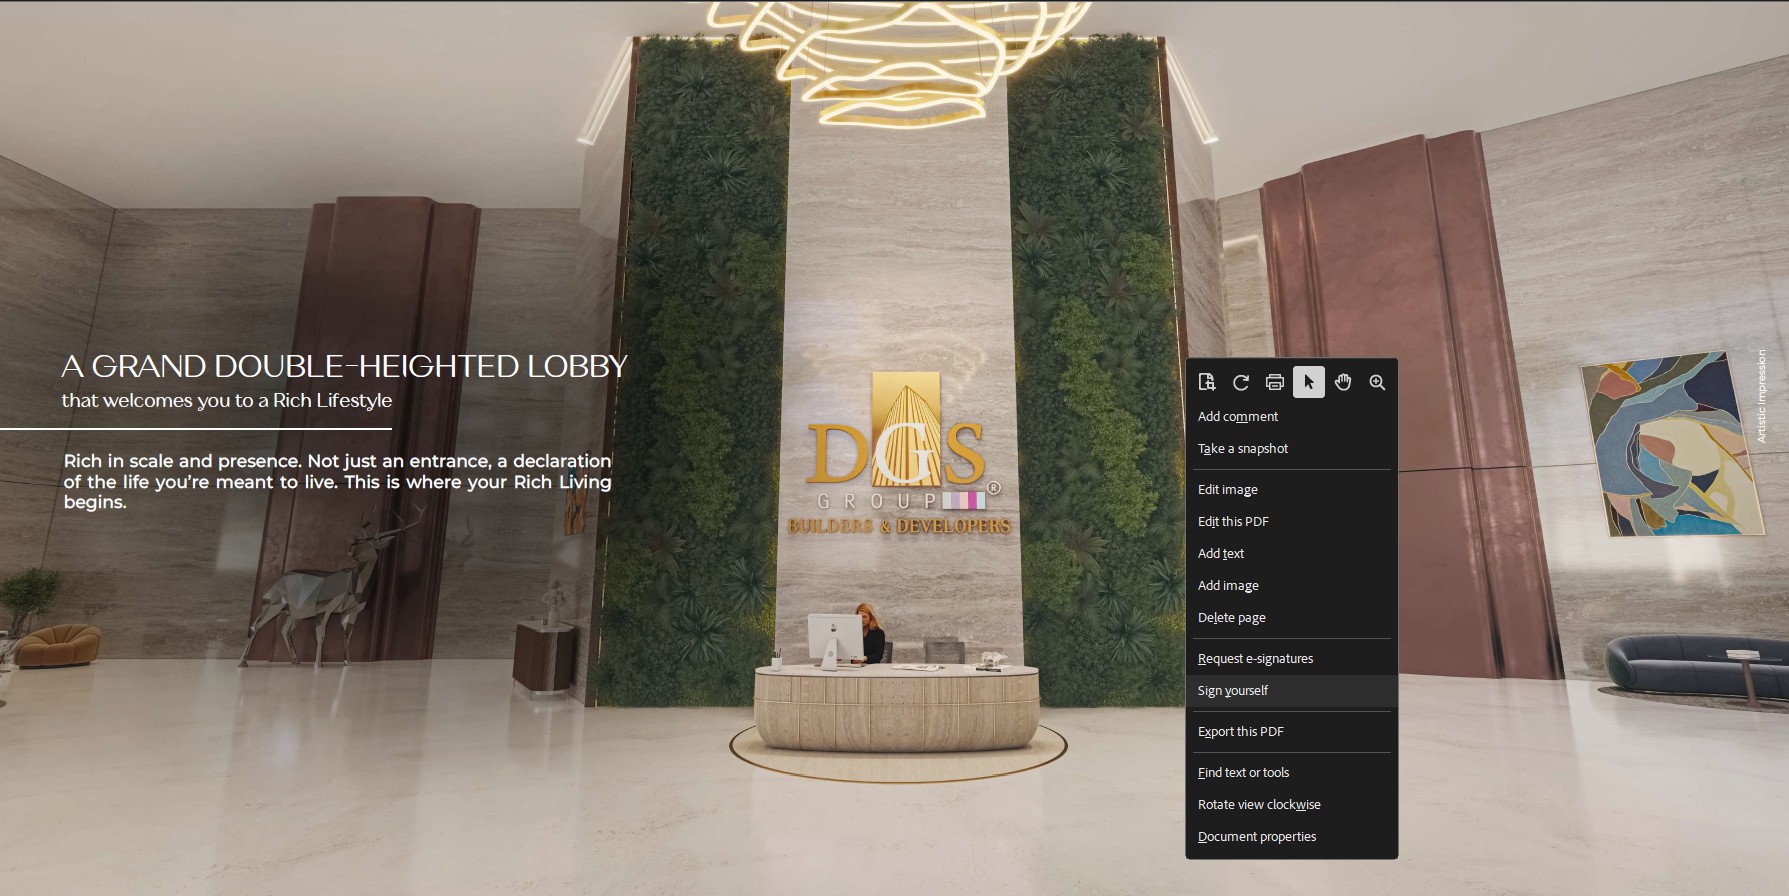 A GRAND DOUBLE-HEIGHTED LOBBY
that welcomes you to a Rich Lifestyle
Rich in scale and presence. Not just an entrance, a declaration
of the life you’re meant to live. This is where your Rich Living
begins.
DGS
GROUP ®
BUILDERS & DEVELOPERS
Add comment
Take a snapshot
Edit image
Edit this PDF
Add text
Add image
Delete page
Request e-signatures
Sign yourself
Export this PDF
Find text or tools
Rotate view clockwise
Document properties
Artistic Impression